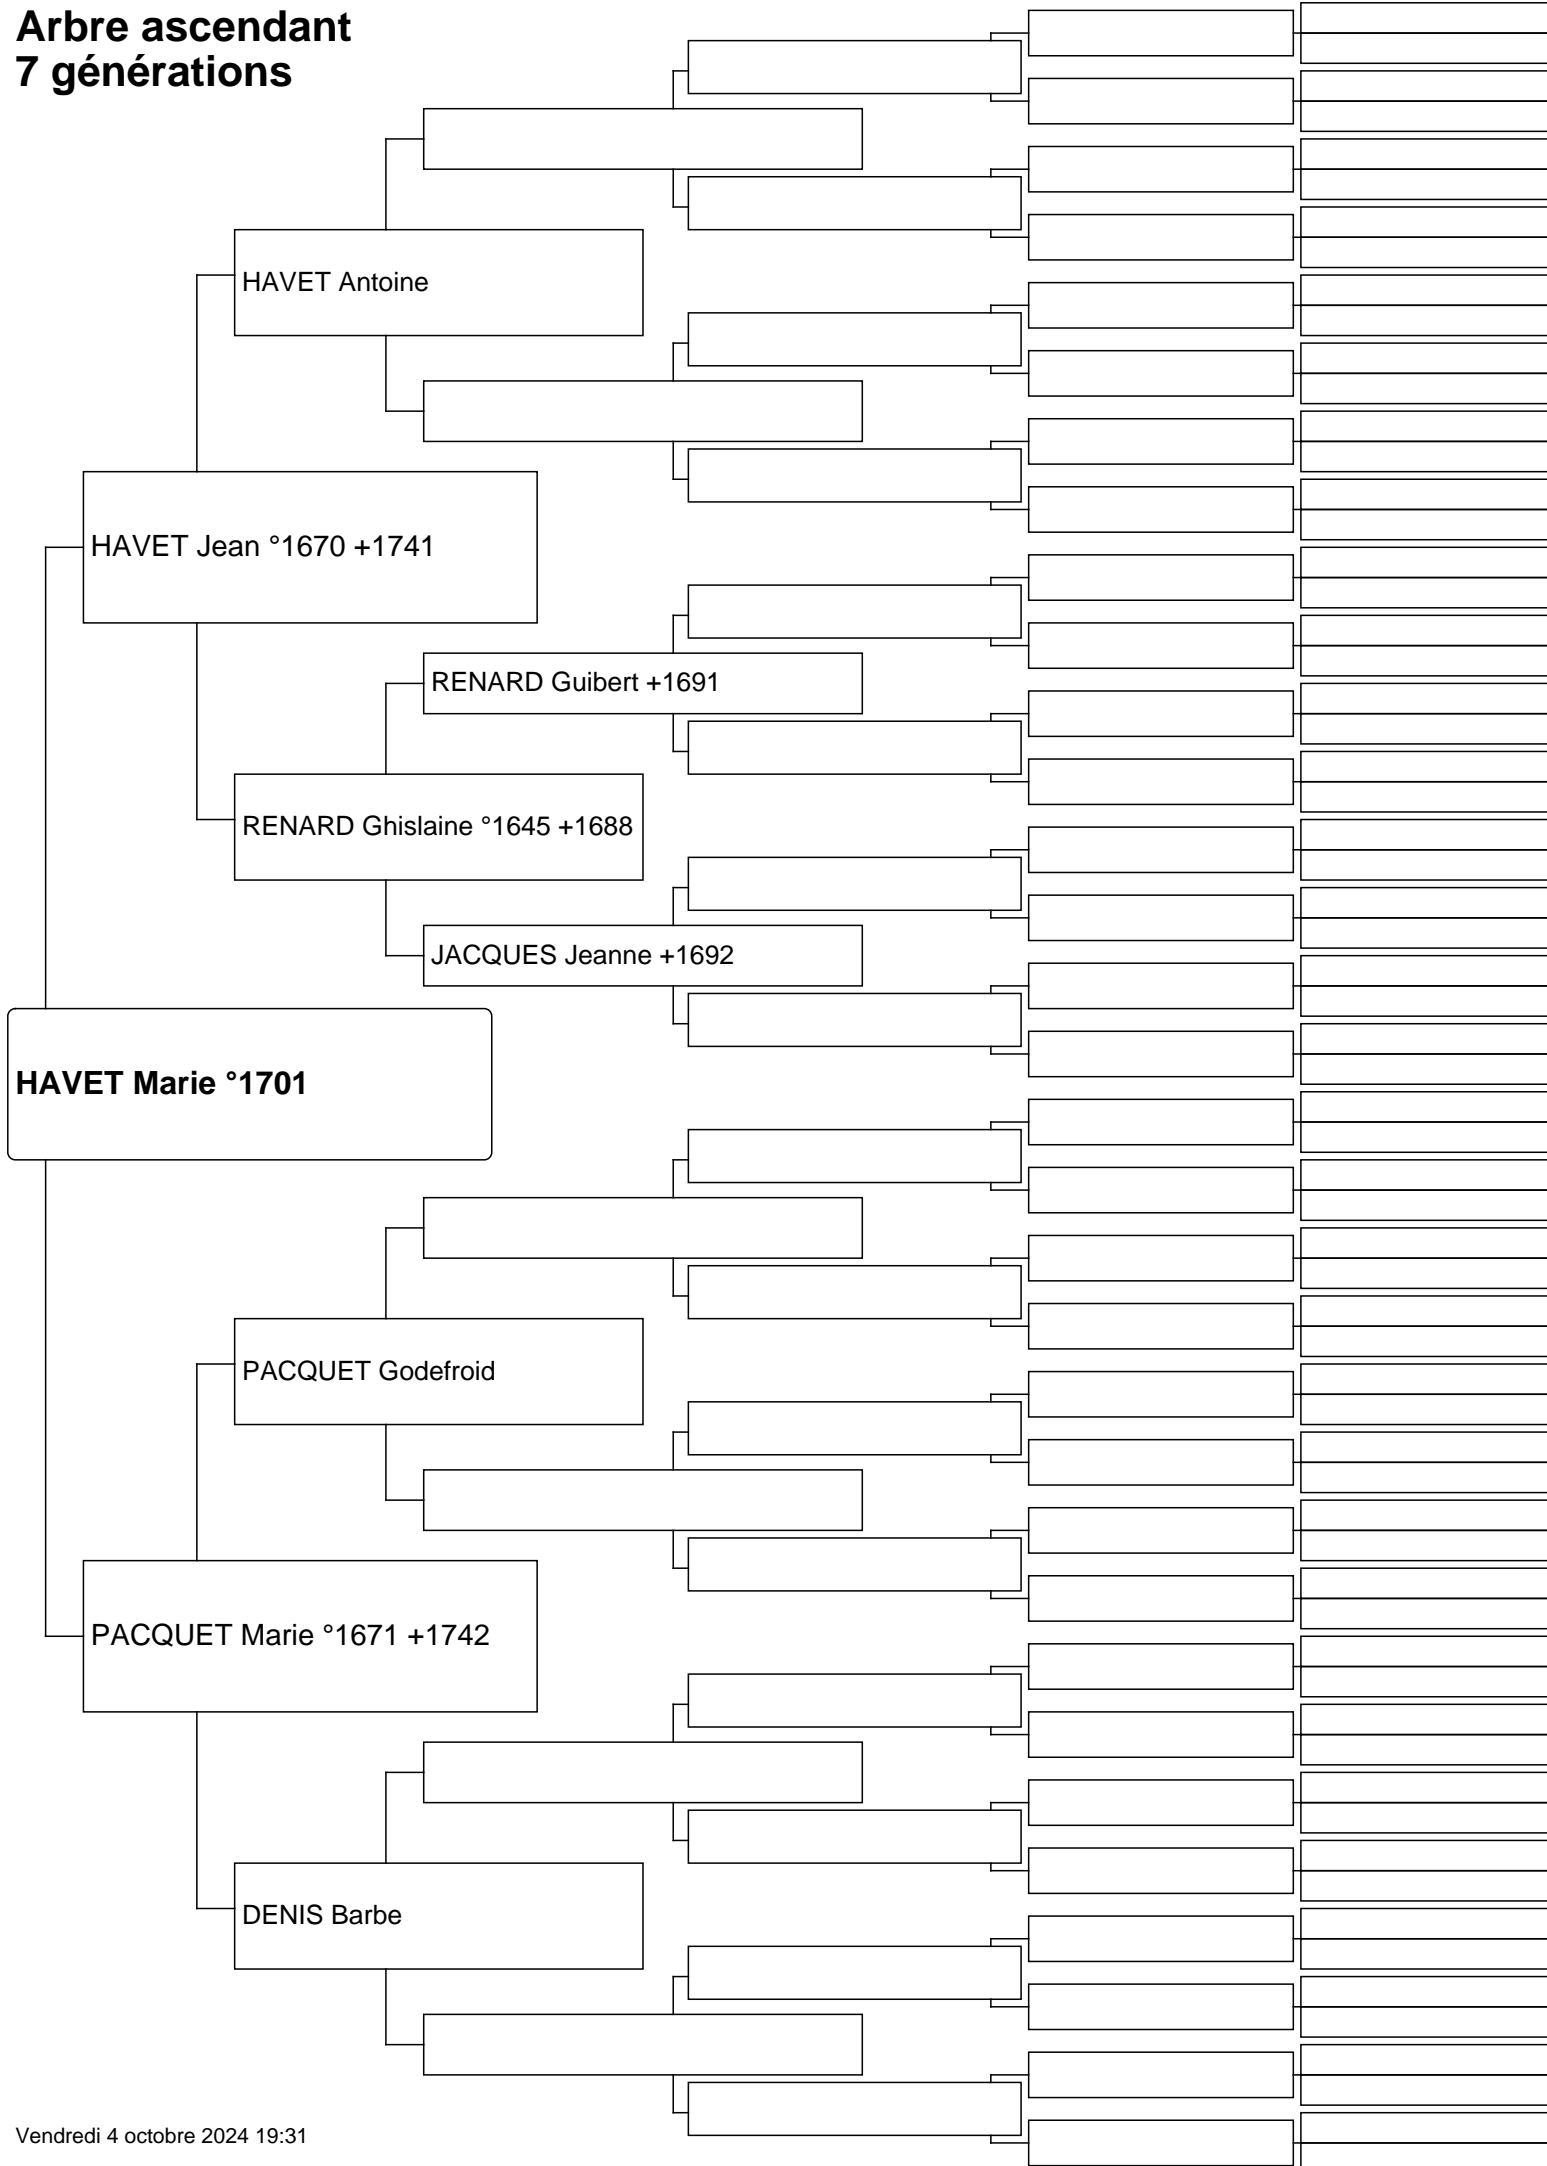 Arbre ascendant
7 générations
HAVET Antoine
HAVET Jean °1670 +1741
RENARD Guibert +1691
RENARD Ghislaine °1645 +1688
JACQUES Jeanne +1692
HAVET Marie °1701
PACQUET Godefroid
PACQUET Marie °1671 +1742
DENIS Barbe
Vendredi 4 octobre 2024 19:31